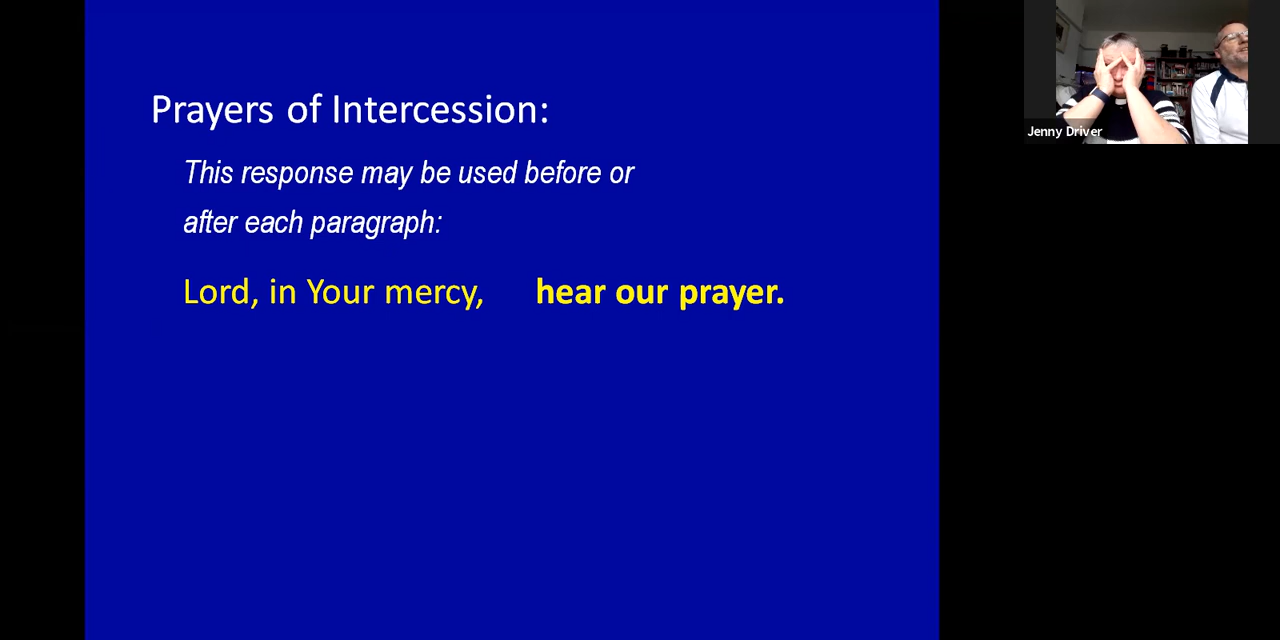 Prayers of Intercession:
This response may be used before or
after each paragraph:
Lord, in Your mercy, hear our prayer.
Jenny Driver